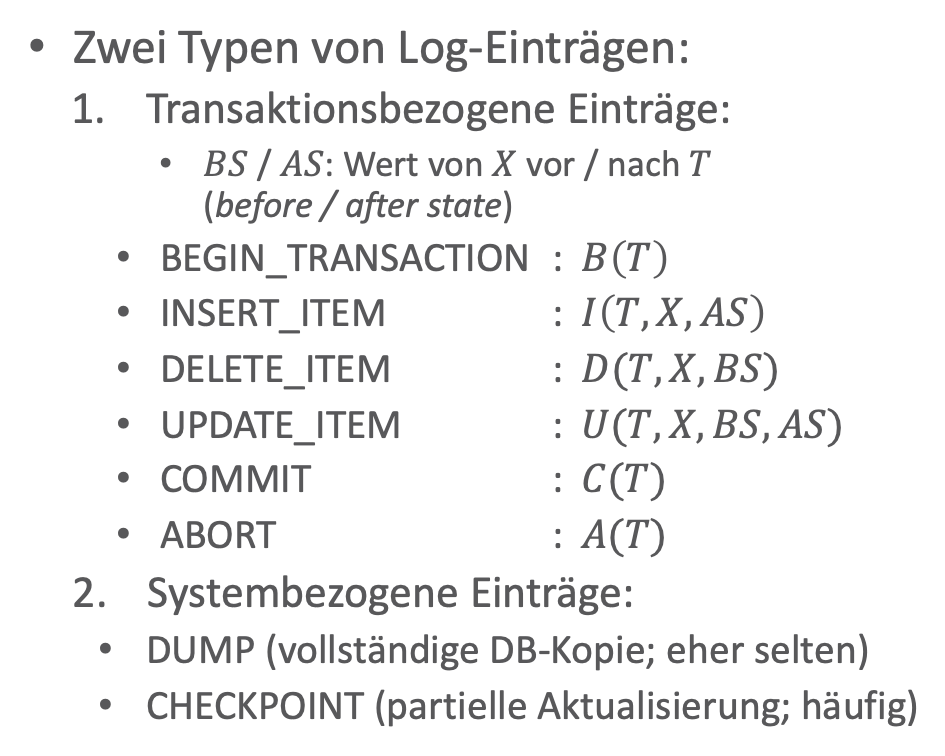 • Zwei Typen von Log-Einträgen:
1. Transaktionsbezogene Einträge:
• BS / AS: Wert von X vor / nach T
(before / after state)
• BEGIN_TRANSACTION : B(T)
• INSERT_ITEM : I(T, X, AS)
• DELETE_ITEM : D(T, X, BS)
• UPDATE_ITEM : U(T, X, BS, AS)
• COMMIT : C(T)
• ABORT : A(T)
2. Systembezogene Einträge:
• DUMP (vollständige DB-Kopie; eher selten)
• CHECKPOINT (partielle Aktualisierung; häufig)